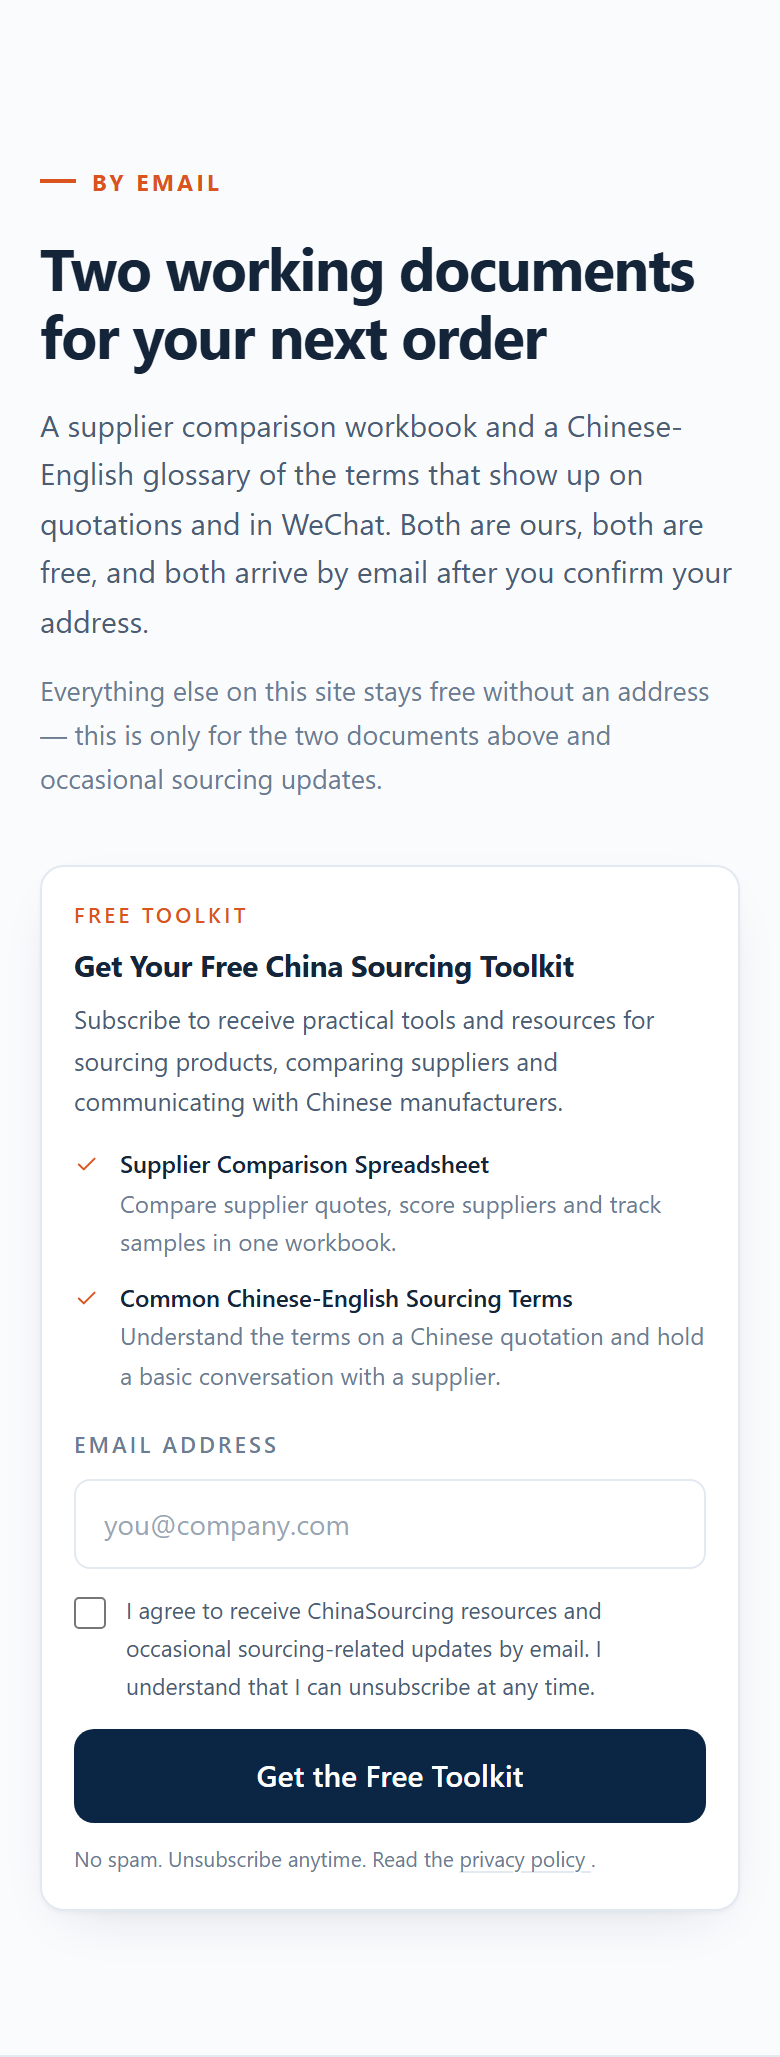 BY EMAIL
Two working documents
for your next order
A supplier comparison workbook and a Chinese-
English glossary of the terms that show up on
quotations and in WeChat. Both are ours, both are
free, and both arrive by email after you confirm your
address.
Everything else on this site stays free without an address
— this is only for the two documents above and
occasional sourcing updates.
FREE TOOLKIT
Get Your Free China Sourcing Toolkit
Subscribe to receive practical tools and resources for
sourcing products, comparing suppliers and
communicating with Chinese manufacturers.
Supplier Comparison Spreadsheet
Compare supplier quotes, score suppliers and track
samples in one workbook.
Common Chinese-English Sourcing Terms
Understand the terms on a Chinese quotation and hold
a basic conversation with a supplier.
EMAIL ADDRESS
you@company.com
I agree to receive ChinaSourcing resources and
occasional sourcing-related updates by email. I
understand that I can unsubscribe at any time.
Get the Free Toolkit
No spam. Unsubscribe anytime. Read the privacy policy .